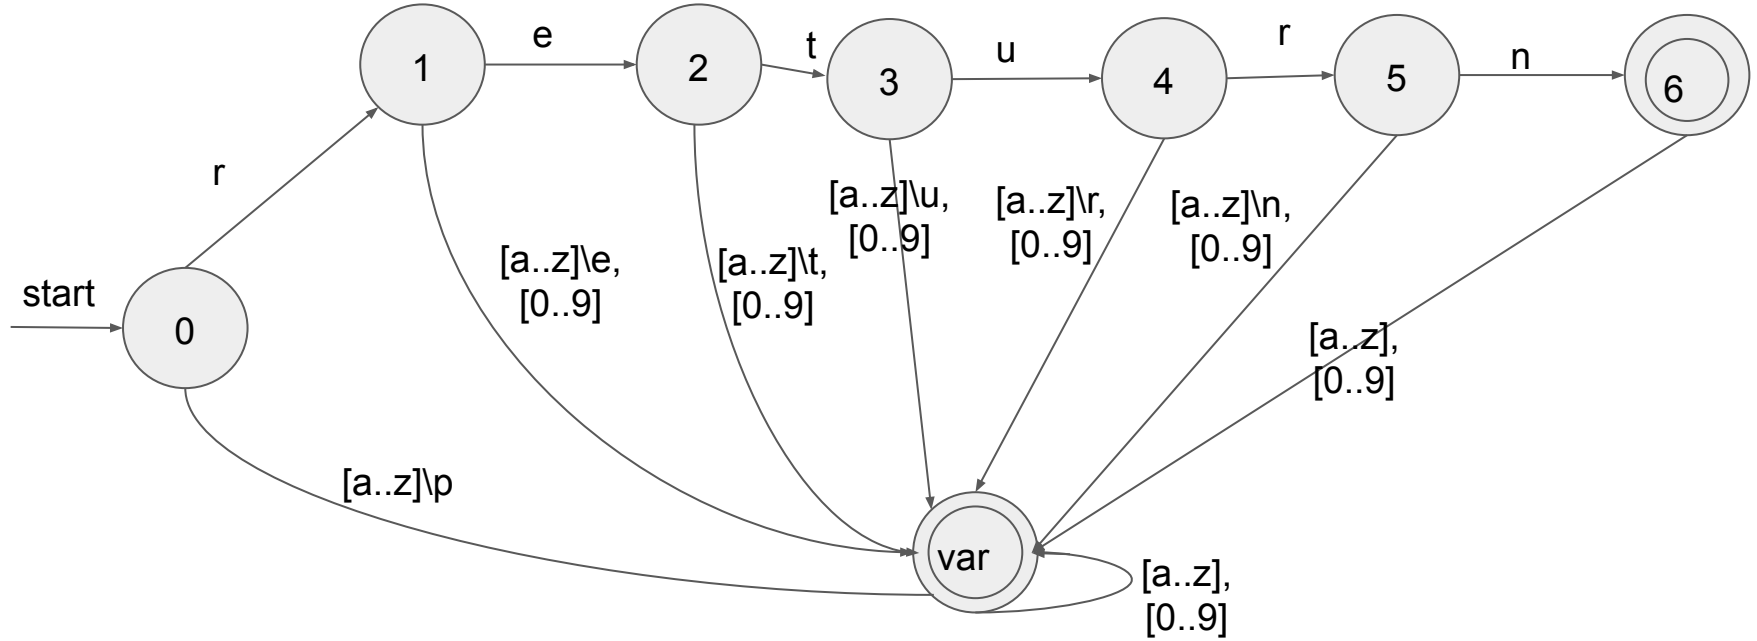 e
t
u
r
n
1
2
3
4
5
6
r
[a..z]\u,
[0..9]
[a..z]\r,
[0..9]
[a..z]\n,
[0..9]
[a..z]\e,
[0..9]
[a..z]\t,
[0..9]
start
0
[a..z],
[0..9]
[a..z]\p
var
[a..z],
[0..9]